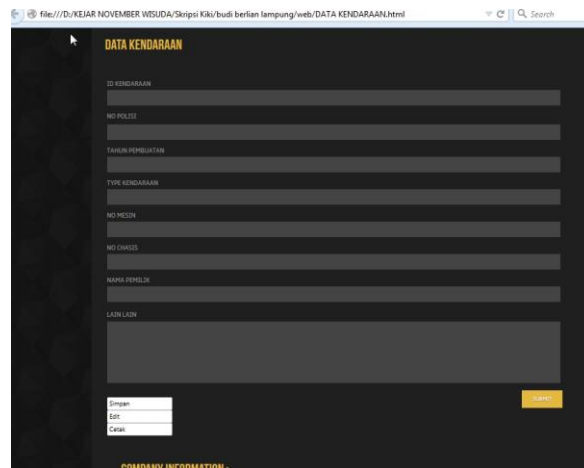 file:///D:/KEJAR NOVEMBER WISUDA/Skripsi Kiki/budi berlian lampung/web/DATA KENDARAAN.html
Search
DATA KENDARAAN
ID KENDARAAN
NO POLISI
TAHUN PEMBUATAN
TYPE KENDARAAN
NO MESIN
NO CHASIS
NAMA PEMILIK
LAIN LAIN
SUBMIT
Simpan
Edit
Cetak
COMPANY INFORMATION :